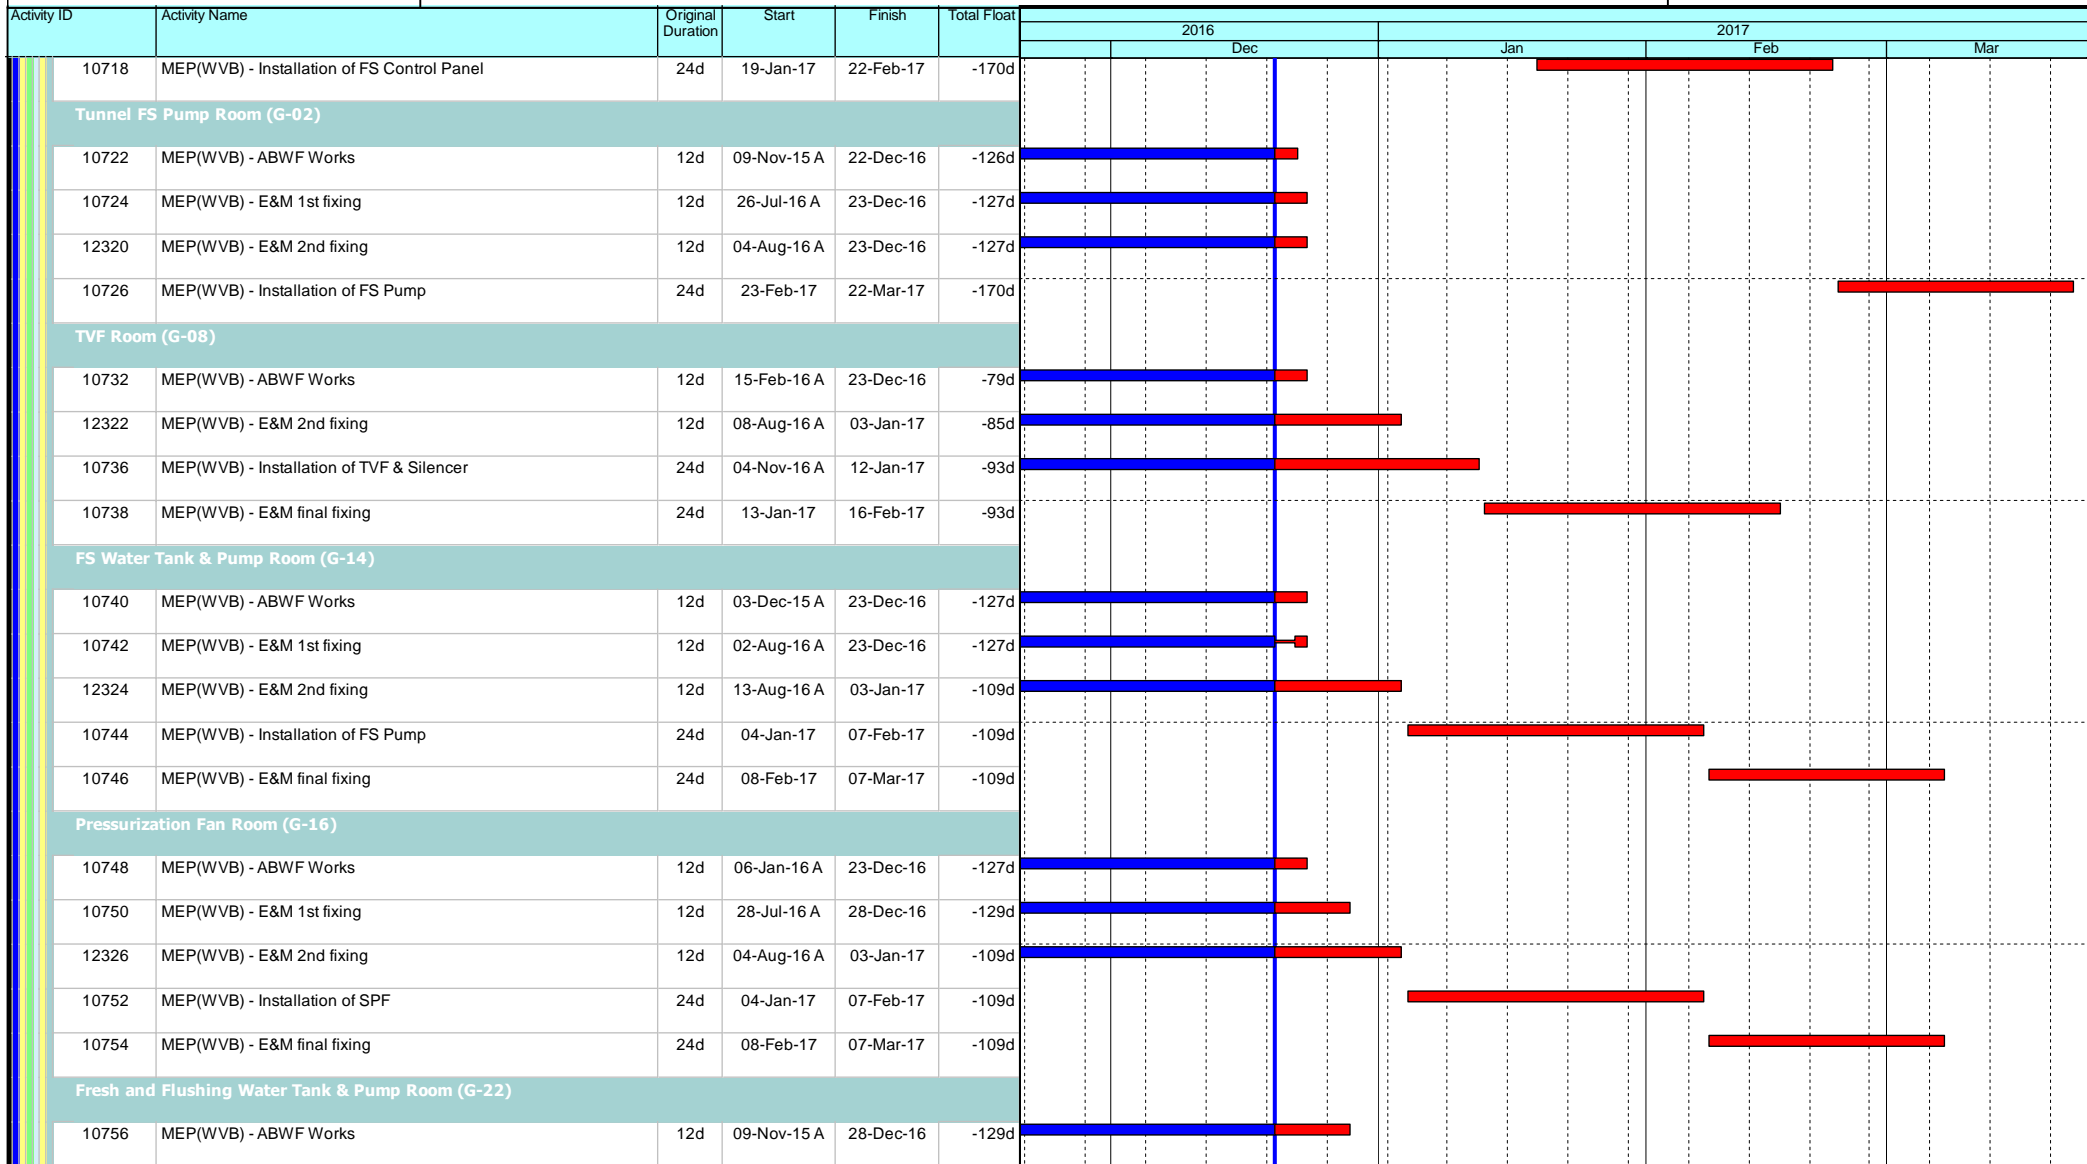 Activity ID Activity Name Original Duration Start Finish Total Float 2016 2017
Dec Jan Feb Mar
10718 MEP(WVB) - Installation of FS Control Panel 24d 19-Jan-17 22-Feb-17 -170d
Tunnel FS Pump Room (G-02)
10722 MEP(WVB) - ABWF Works 12d 09-Nov-15 A 22-Dec-16 -126d
10724 MEP(WVB) - E&M 1st fixing 12d 26-Jul-16 A 23-Dec-16 -127d
12320 MEP(WVB) - E&M 2nd fixing 12d 04-Aug-16 A 23-Dec-16 -127d
10726 MEP(WVB) - Installation of FS Pump 24d 23-Feb-17 22-Mar-17 -170d
TVF Room (G-08)
10732 MEP(WVB) - ABWF Works 12d 15-Feb-16 A 23-Dec-16 -79d
12322 MEP(WVB) - E&M 2nd fixing 12d 08-Aug-16 A 03-Jan-17 -85d
10736 MEP(WVB) - Installation of TVF & Silencer 24d 04-Nov-16 A 12-Jan-17 -93d
10738 MEP(WVB) - E&M final fixing 24d 13-Jan-17 16-Feb-17 -93d
FS Water Tank & Pump Room (G-14)
10740 MEP(WVB) - ABWF Works 12d 03-Dec-15 A 23-Dec-16 -127d
10742 MEP(WVB) - E&M 1st fixing 12d 02-Aug-16 A 23-Dec-16 -127d
12324 MEP(WVB) - E&M 2nd fixing 12d 13-Aug-16 A 03-Jan-17 -109d
10744 MEP(WVB) - Installation of FS Pump 24d 04-Jan-17 07-Feb-17 -109d
10746 MEP(WVB) - E&M final fixing 24d 08-Feb-17 07-Mar-17 -109d
Pressurization Fan Room (G-16)
10748 MEP(WVB) - ABWF Works 12d 06-Jan-16 A 23-Dec-16 -127d
10750 MEP(WVB) - E&M 1st fixing 12d 28-Jul-16 A 28-Dec-16 -129d
12326 MEP(WVB) - E&M 2nd fixing 12d 04-Aug-16 A 03-Jan-17 -109d
10752 MEP(WVB) - Installation of SPF 24d 04-Jan-17 07-Feb-17 -109d
10754 MEP(WVB) - E&M final fixing 24d 08-Feb-17 07-Mar-17 -109d
Fresh and Flushing Water Tank & Pump Room (G-22)
10756 MEP(WVB) - ABWF Works 12d 09-Nov-15 A 28-Dec-16 -129d